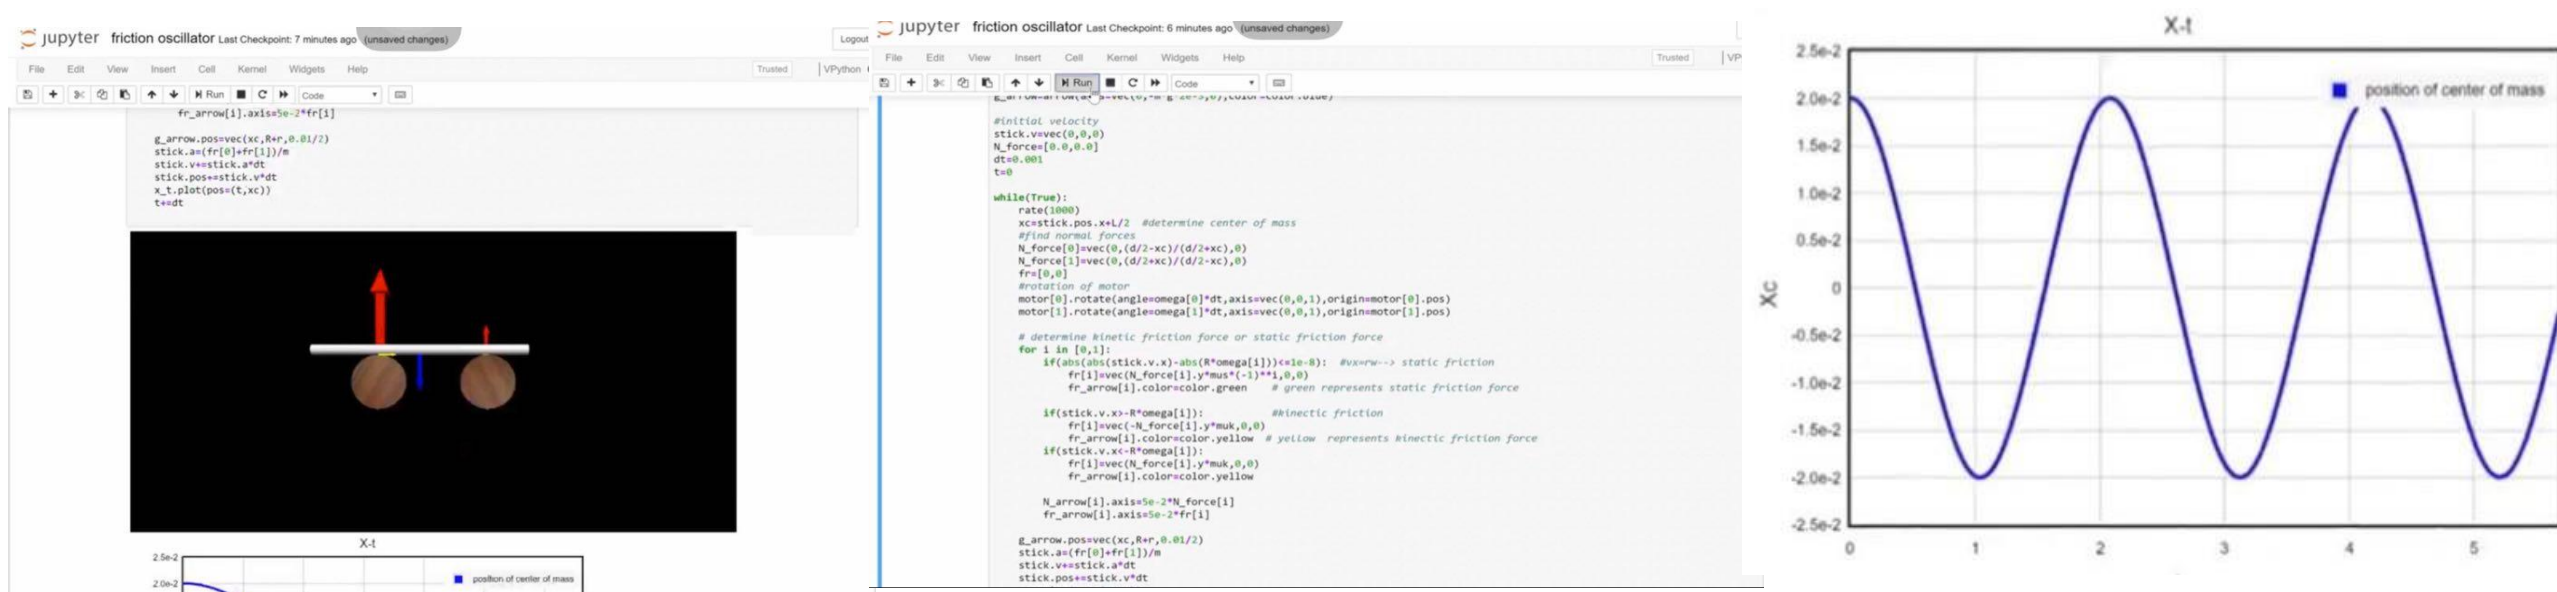 jupyter friction oscillator Last Checkpoint: 7 minutes ago (unsaved changes)
Logout
File Edit View Insert Cell Kernel Widgets Help
Trusted
VPython
Run
Code
fr_arrow[i].axis=5e-2*fr[i]
g_arrow.pos=vec(xc,R+r,0.01/2)
stick.a=(fr[0]+fr[1])/m
stick.v+=stick.a*dt
stick.pos+=stick.v*dt
x_t.plot(pos=(t,xc))
t+=dt
X-t
2.5e-2
2.0e-2
position of center of mass
jupyter friction oscillator Last Checkpoint: 6 minutes ago (unsaved changes)
File Edit View Insert Cell Kernel Widgets Help
Trusted
VP
Run
Code
#initial velocity
stick.v=vec(0,0,0)
N_force=[0.0,0.0]
dt=0.001
t=0
while(True):
rate(1000)
xc=stick.pos.x+L/2 #determine center of mass
#find normal forces
N_force[0]=vec(0,(d/2-xc)/(d/2+xc),0)
N_force[1]=vec(0,(d/2+xc)/(d/2-xc),0)
fr=[0,0]
#rotation of motor
motor[0].rotate(angle=omega[0]*dt,axis=vec(0,0,1),origin=motor[0].pos)
motor[1].rotate(angle=omega[1]*dt,axis=vec(0,0,1),origin=motor[1].pos)
# determine kinetic friction force or static friction force
for i in [0,1]:
if(abs(abs(stick.v.x)-abs(R*omega[i]))<=1e-8): #vx=rw--> static friction
fr[i]=vec(N_force[i].y*mus*(-1)**i,0,0)
fr_arrow[i].color=color.green # green represents static friction force
if(stick.v.x>-R*omega[i]): #kinectic friction
fr[i]=vec(-N_force[i].y*muk,0,0)
fr_arrow[i].color=color.yellow # yellow represents kinectic friction force
if(stick.v.x<-R*omega[i]):
fr[i]=vec(N_force[i].y*muk,0,0)
fr_arrow[i].color=color.yellow
N_arrow[i].axis=5e-2*N_force[i]
fr_arrow[i].axis=5e-2*fr[i]
g_arrow.pos=vec(xc,R+r,0.01/2)
stick.a=(fr[0]+fr[1])/m
stick.v+=stick.a*dt
stick.pos+=stick.v*dt
X-t
position of center of mass
2.5e-2
2.0e-2
1.5e-2
1.0e-2
0.5e-2
0
-0.5e-2
-1.0e-2
-1.5e-2
-2.0e-2
-2.5e-2
Xc
0 1 2 3 4 5